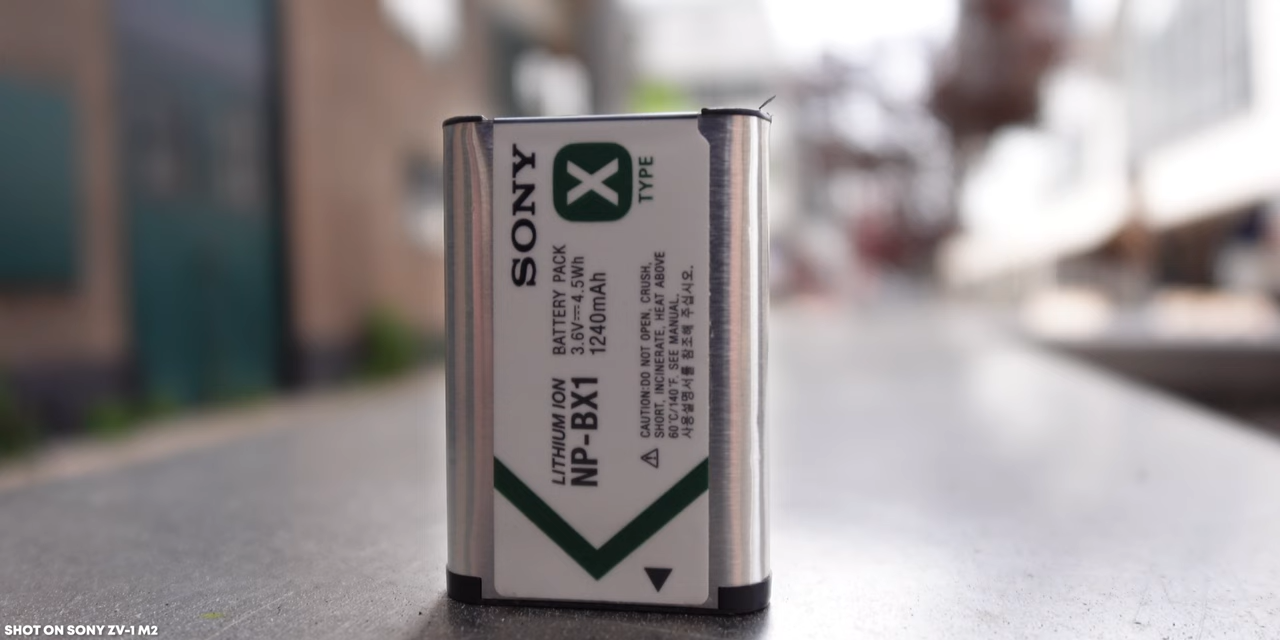 SONY
X
TYPE
LITHIUM ION BATTERY PACK
NP-BX1 3.6V⎓4.5Wh
1240mAh
⚠ CAUTION:DO NOT OPEN, CRUSH,
SHORT, INCINERATE, HEAT ABOVE
60°C/140°F. SEE MANUAL.
사용설명서를 참조해 주십시오.
SHOT ON SONY ZV-1 M2